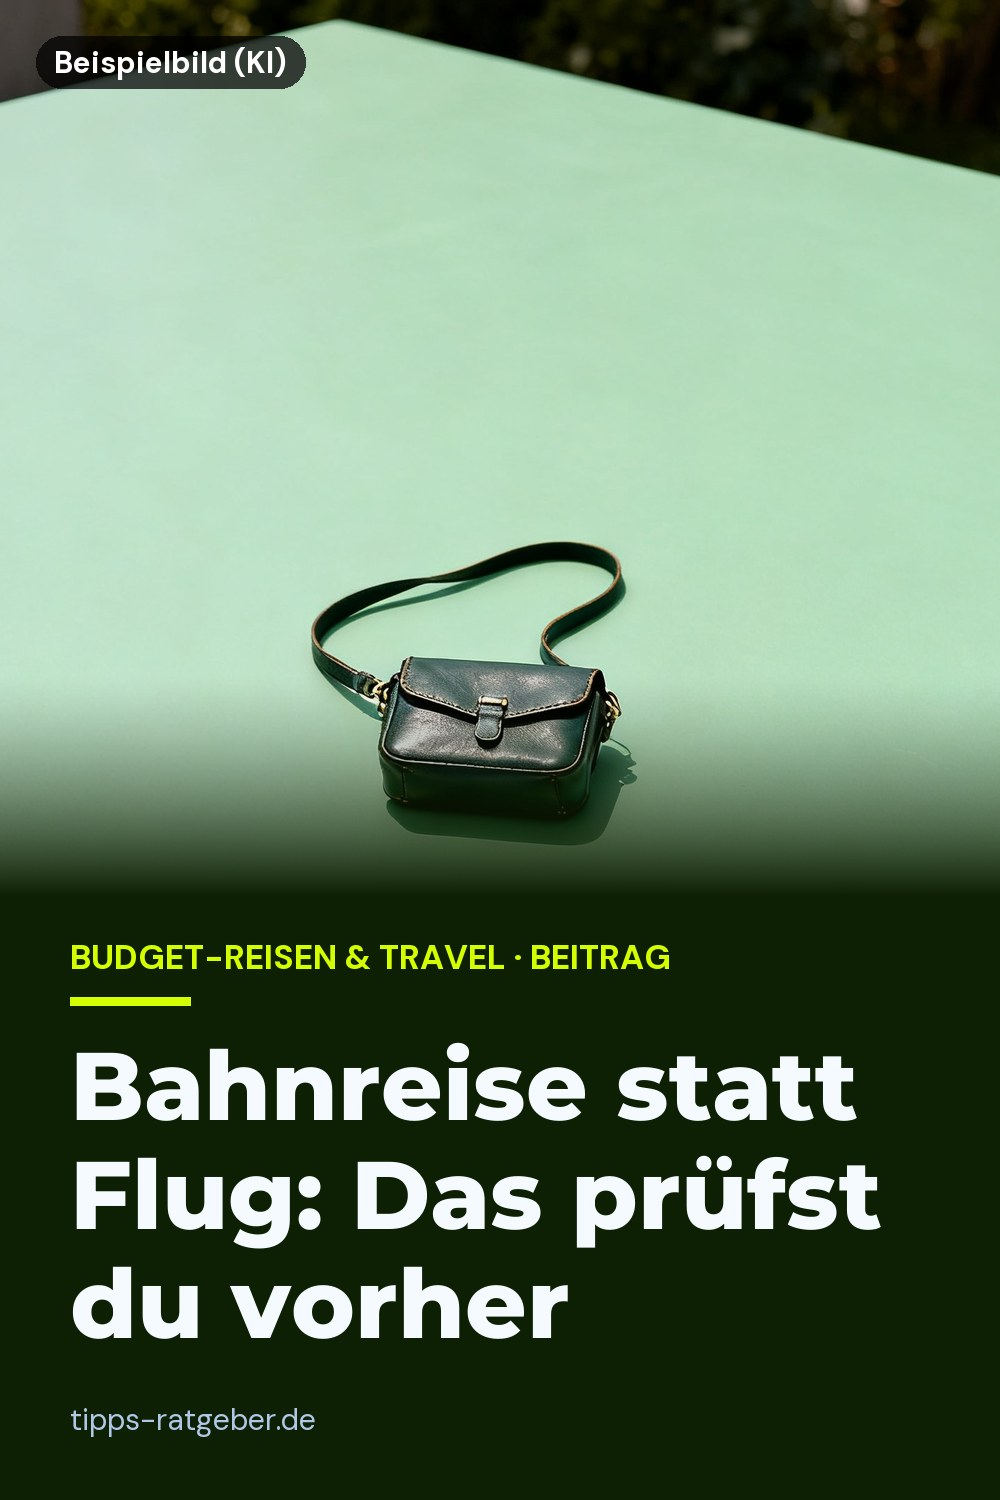 Beispielbild (KI)
BUDGET-REISEN & TRAVEL · BEITRAG
Bahnreise statt
Flug: Das prüfst
du vorher
tipps-ratgeber.de